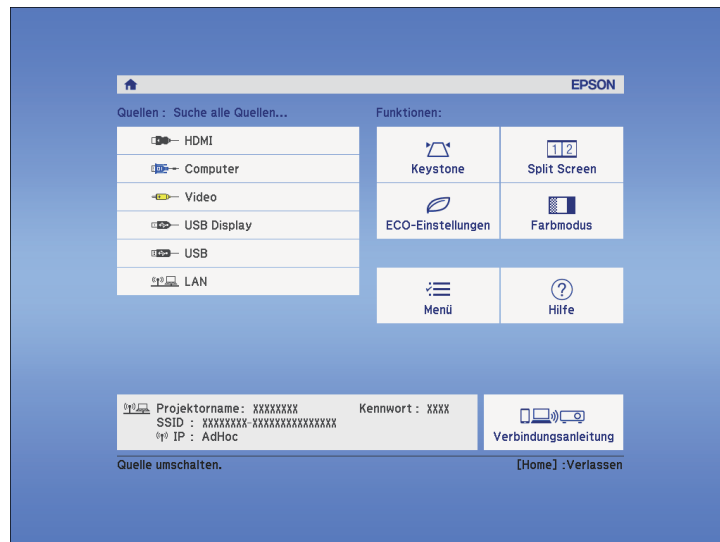 EPSON
Quellen : Suche alle Quellen...
HDMI
Computer
Video
USB Display
USB
LAN
Funktionen:
Keystone
1 2
Split Screen
ECO-Einstellungen
Farbmodus
Menü
?
Hilfe
Projektorname: XXXXXXXX Kennwort : XXXX
SSID : XXXXXXXX-XXXXXXXXXXXXXXX
IP : AdHoc
Verbindungsanleitung
Quelle umschalten.
[Home] :Verlassen